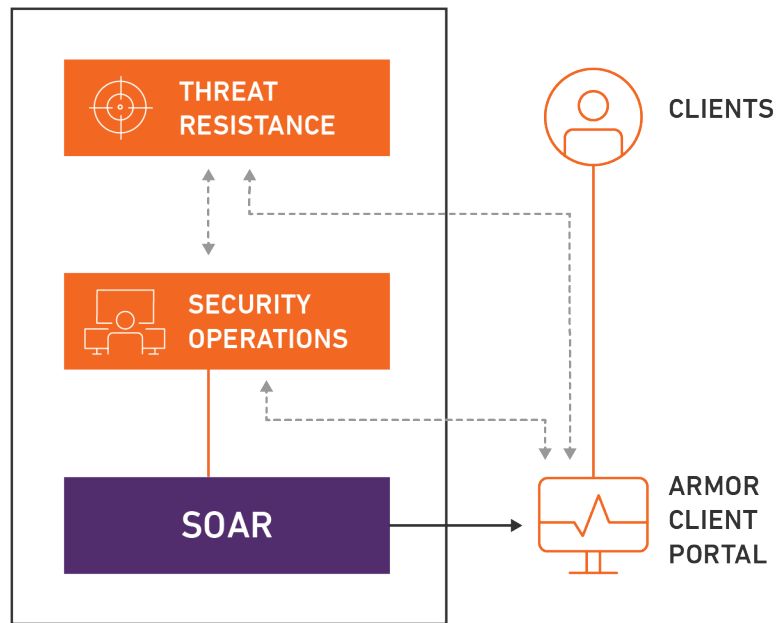 THREAT
RESISTANCE
CLIENTS
SECURITY
OPERATIONS
SOAR
ARMOR
CLIENT
PORTAL